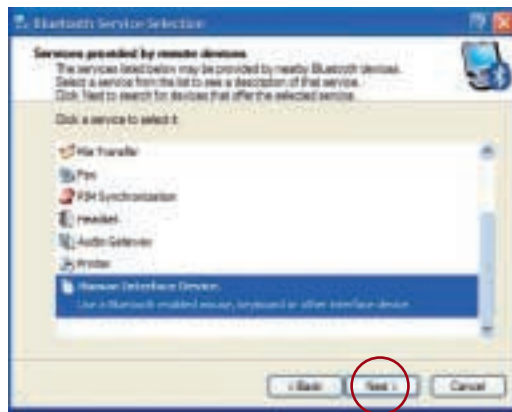 Bluetooth Service Selection
Services provided by remote devices
The services listed below may be provided by nearby Bluetooth devices.
Select a service from the list to see a description of that service.
Click Next to search for devices that offer the selected service.
Click a service to select it:
File Transfer
Fax
PIM Synchronization
Headset
Audio Gateway
Printer
Human Interface Device
Use a Bluetooth enabled mouse, keyboard or other interface device
< Back
Next >
Cancel